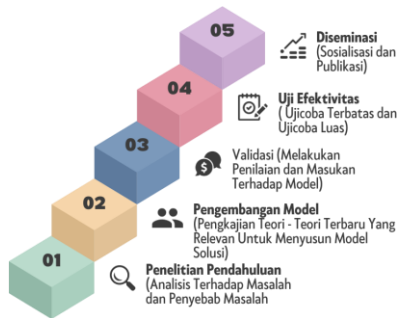 05
Diseminasi
(Sosialisasi dan
Publikasi)
04
Uji Efektivitas
( Ujicoba Terbatas dan
Ujicoba Luas)
03
Validasi (Melakukan
Penilaian dan Masukan
Terhadap Model)
02
Pengembangan Model
(Pengkajian Teori - Teori Terbaru Yang
Relevan Untuk Menyusun Model
Solusi)
01
Penelitian Pendahuluan
(Analisis Terhadap Masalah
dan Penyebab Masalah